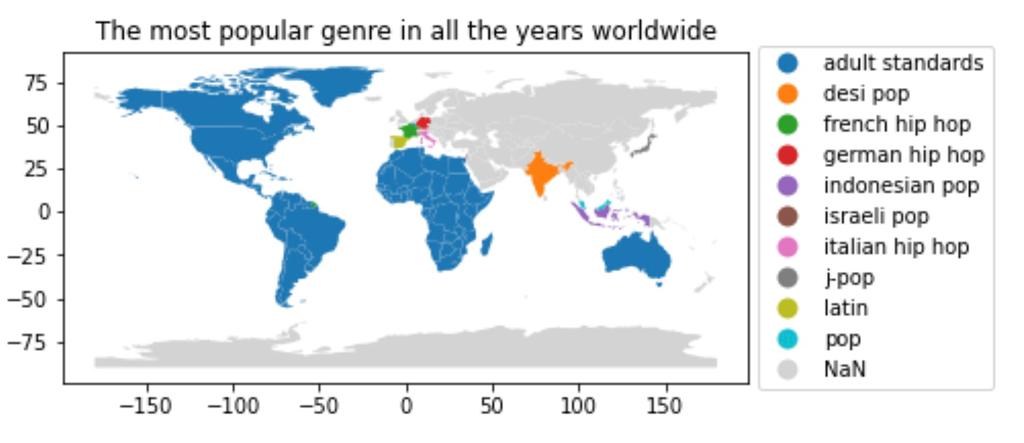 The most popular genre in all the years worldwide
75
50
25
0
−25
−50
−75
−150
−100
−50
0
50
100
150
adult standards
desi pop
french hip hop
german hip hop
indonesian pop
israeli pop
italian hip hop
j-pop
latin
pop
NaN